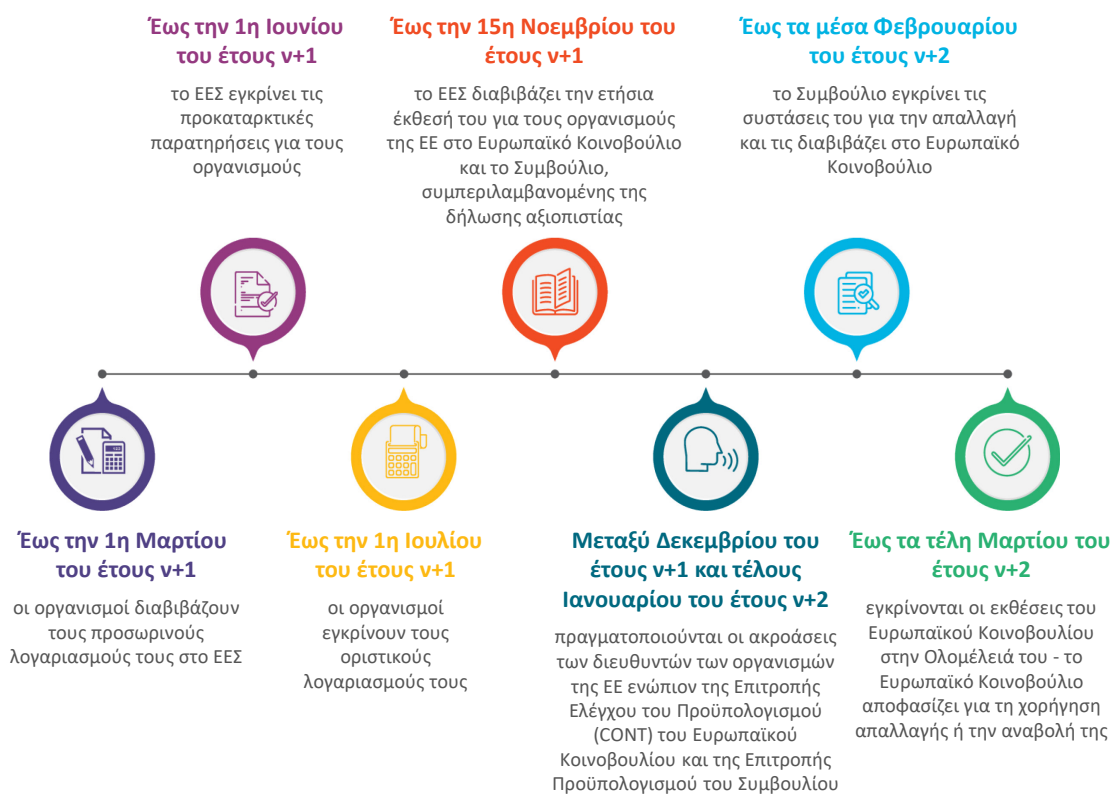 Έως την 1η Ιουνίου
του έτους ν+1
το ΕΕΣ εγκρίνει τις
προκαταρκτικές
παρατηρήσεις για τους
οργανισμούς
Έως την 15η Νοεμβρίου του
έτους ν+1
το ΕΕΣ διαβιβάζει την ετήσια
έκθεσή του για τους οργανισμούς
της ΕΕ στο Ευρωπαϊκό Κοινοβούλιο
και το Συμβούλιο,
συμπεριλαμβανομένης της
δήλωσης αξιοπιστίας
Έως τα μέσα Φεβρουαρίου
του έτους ν+2
το Συμβούλιο εγκρίνει τις
συστάσεις του για την απαλλαγή
και τις διαβιβάζει στο Ευρωπαϊκό
Κοινοβούλιο
Έως την 1η Μαρτίου
του έτους ν+1
οι οργανισμοί διαβιβάζουν
τους προσωρινούς
λογαριασμούς τους στο ΕΕΣ
Έως την 1η Ιουλίου
του έτους ν+1
οι οργανισμοί
εγκρίνουν τους
οριστικούς
λογαριασμούς τους
Μεταξύ Δεκεμβρίου του
έτους ν+1 και τέλους
Ιανουαρίου του έτους ν+2
πραγματοποιούνται οι ακροάσεις
των διευθυντών των οργανισμών
της ΕΕ ενώπιον της Επιτροπής
Ελέγχου του Προϋπολογισμού
(CONT) του Ευρωπαϊκού
Κοινοβουλίου και της Επιτροπής
Προϋπολογισμού του Συμβουλίου
Έως τα τέλη Μαρτίου του
έτους ν+2
εγκρίνονται οι εκθέσεις του
Ευρωπαϊκού Κοινοβουλίου
στην Ολομέλειά του - το
Ευρωπαϊκό Κοινοβούλιο
αποφασίζει για τη χορήγηση
απαλλαγής ή την αναβολή της